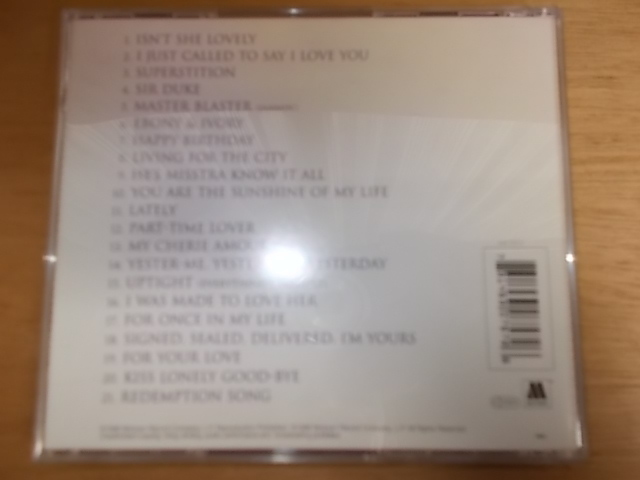 1. ISN'T SHE LOVELY
2. I JUST CALLED TO SAY I LOVE YOU
3. SUPERSTITION
4. SIR DUKE
5. MASTER BLASTER
6. EBONY & IVORY
7. HAPPY BIRTHDAY
8. LIVING FOR THE CITY
9. HE'S MISSTRA KNOW IT ALL
10. YOU ARE THE SUNSHINE OF MY LIFE
11. LATELY
12. PART-TIME LOVER
13. MY CHERIE AMOUR
14. YESTER-ME, YESTER YESTERDAY
15. UPTIGHT
16. I WAS MADE TO LOVE HER
17. FOR ONCE IN MY LIFE
18. SIGNED, SEALED, DELIVERED, I'M YOURS
19. FOR YOUR LOVE
20. KISS LONELY GOOD-BYE
21. REDEMPTION SONG
M